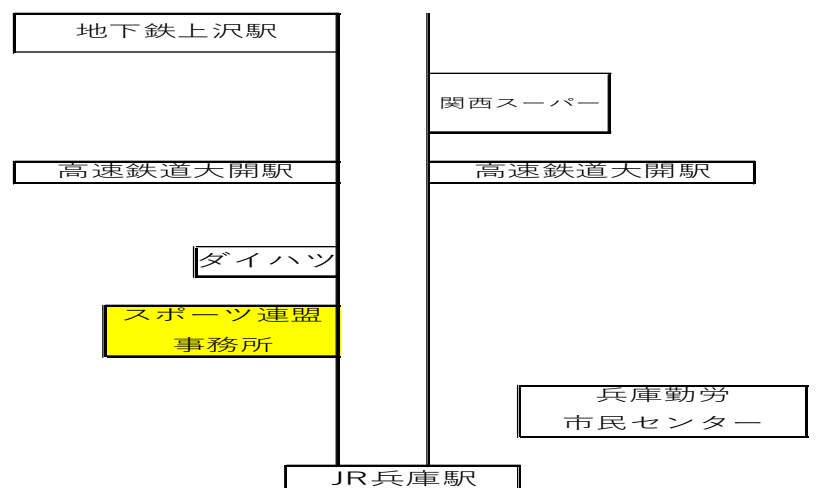 地下鉄上沢駅
関西スーパー
高速鉄道大開駅
高速鉄道大開駅
ダイハツ
スポーツ連盟
事務所
兵庫勤労
市民センター
JR兵庫駅